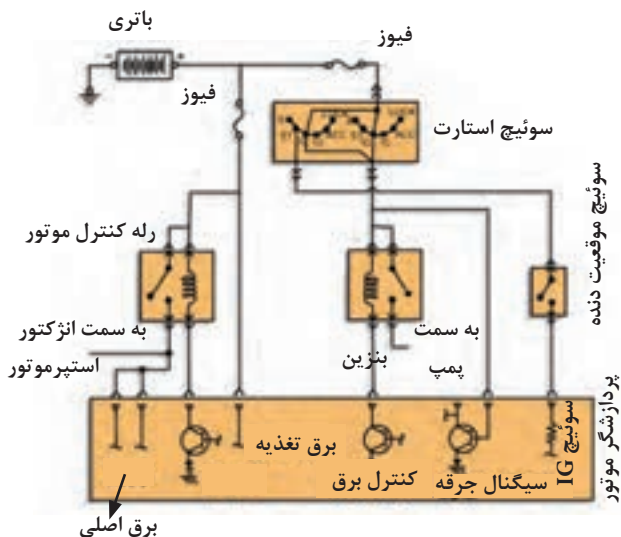 باتری
فیوز
فیوز
سوئیچ استارت
سوئیچ موقعیت دنده
رله کنترل موتور
به سمت انژکتور
استپرموتور
به سمت
بنزین
پمپ
برق تغذیه
کنترل برق
سیگنال جرقه
سوئیچ IG
پردازشگر موتور
برق اصلی